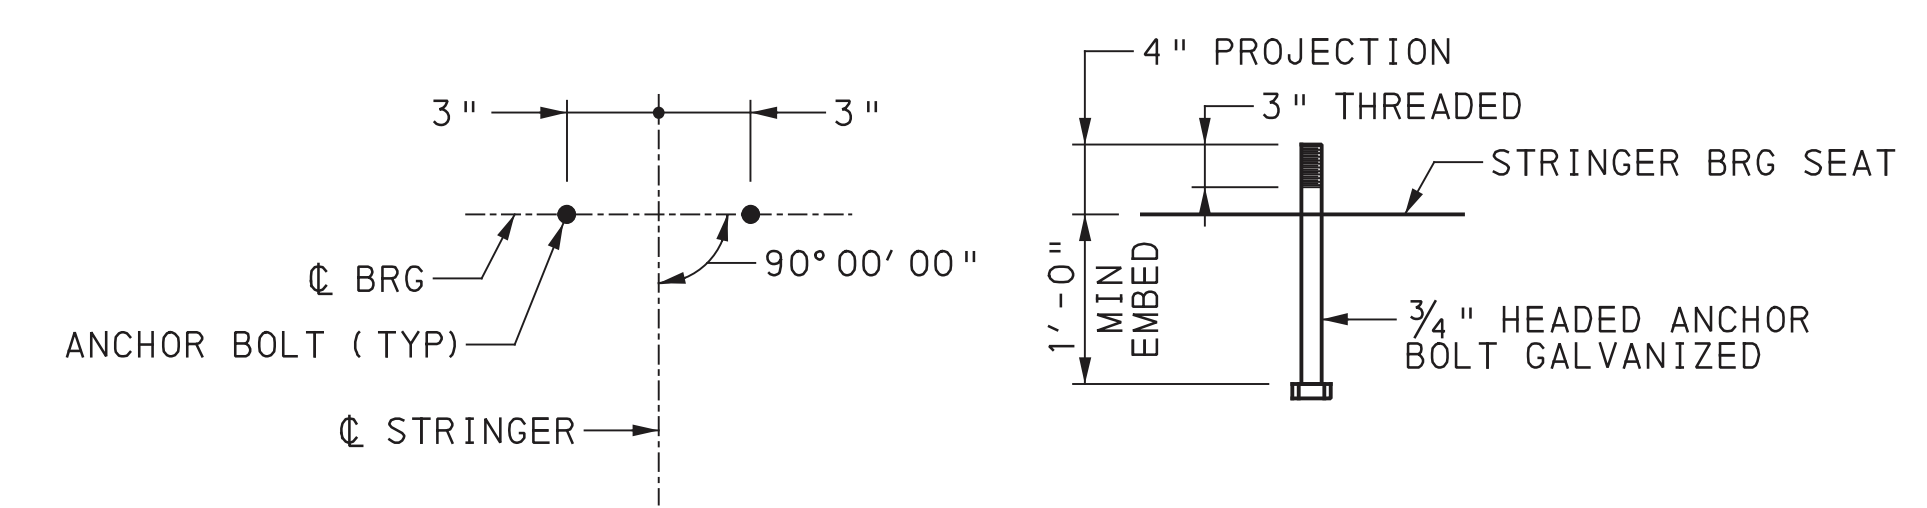 3" 3"
℄ BRG
90°00'00"
ANCHOR BOLT (TYP)
℄ STRINGER
4" PROJECTION
3" THREADED
STRINGER BRG SEAT
1'-0"
MIN
EMBED
3/4" HEADED ANCHOR
BOLT GALVANIZED